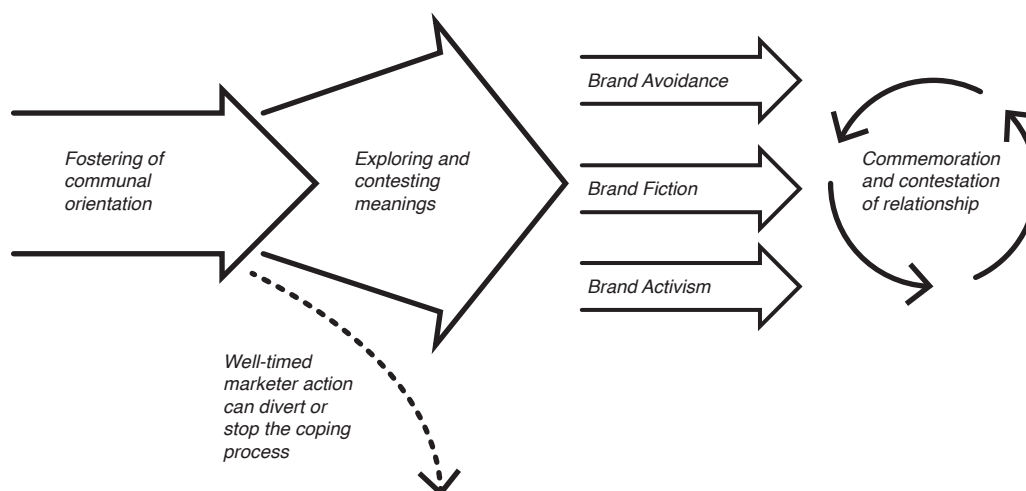 Fostering of
communal
orientation
Exploring and
contesting
meanings
Brand Avoidance
Brand Fiction
Brand Activism
Commemoration
and contestation
of relationship
Well-timed
marketer action
can divert or
stop the coping
process